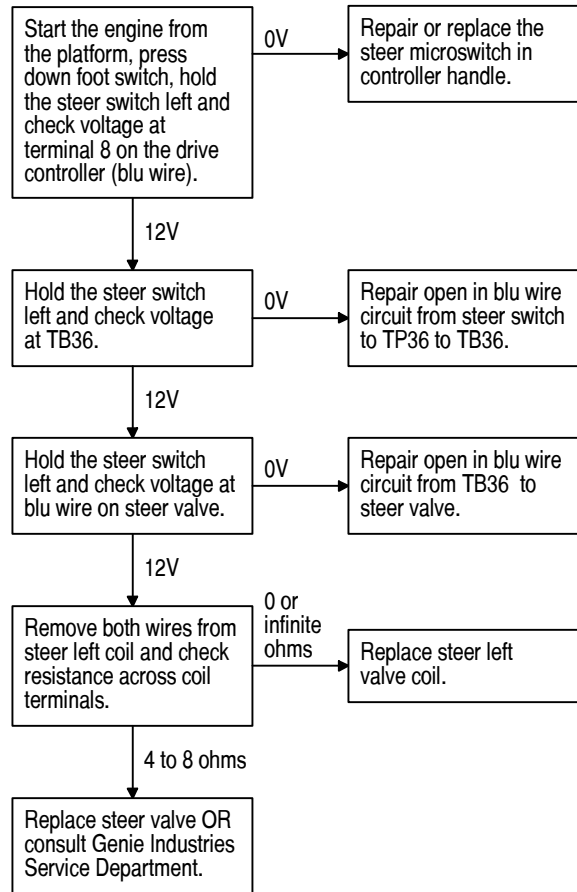 Start the engine from
the platform, press
down foot switch, hold
the steer switch left and
check voltage at
terminal 8 on the drive
controller (blu wire).
0V
Repair or replace the
steer microswitch in
controller handle.
12V
Hold the steer switch
left and check voltage
at TB36.
0V
Repair open in blu wire
circuit from steer switch
to TP36 to TB36.
12V
Hold the steer switch
left and check voltage at
blu wire on steer valve.
0V
Repair open in blu wire
circuit from TB36 to
steer valve.
12V
Remove both wires from
steer left coil and check
resistance across coil
terminals.
0 or
infinite
ohms
Replace steer left
valve coil.
4 to 8 ohms
Replace steer valve OR
consult Genie Industries
Service Department.